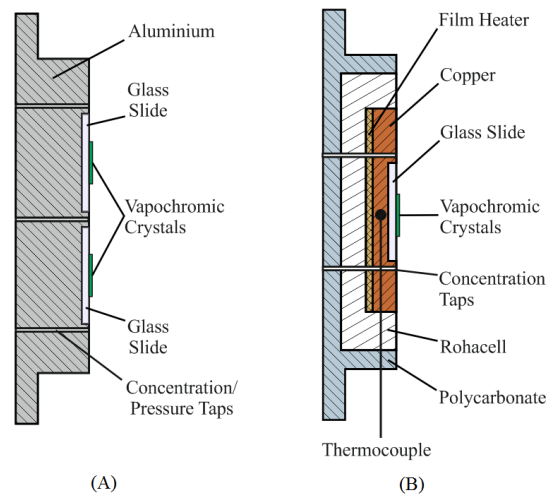 Aluminium
Glass
Slide
Vapochromic
Crystals
Glass
Slide
Concentration/
Pressure Taps
(A)
Film Heater
Copper
Glass Slide
Vapochromic
Crystals
Concentration
Taps
Rohacell
Polycarbonate
Thermocouple
(B)